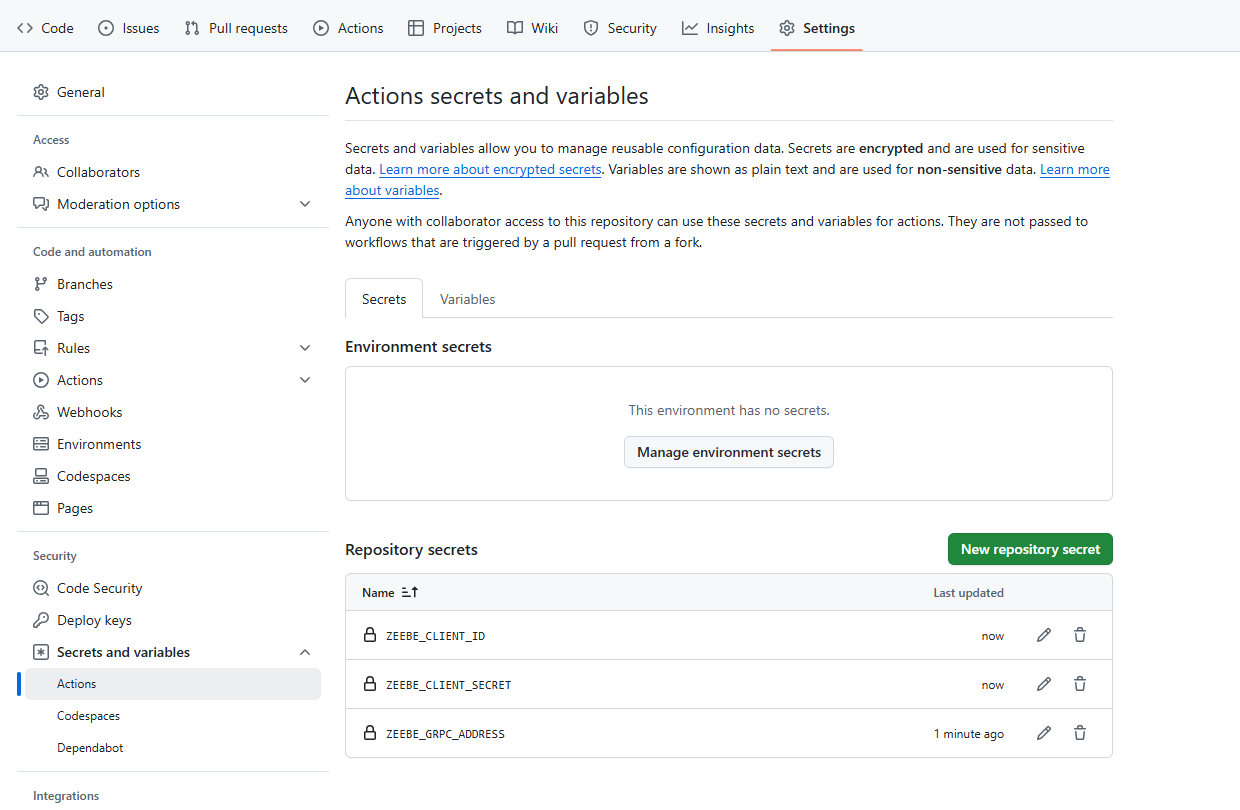 Code Issues Pull requests Actions Projects Wiki Security Insights Settings
General
Access
Collaborators
Moderation options
Code and automation
Branches
Tags
Rules
Actions
Webhooks
Environments
Codespaces
Pages
Security
Code Security
Deploy keys
Secrets and variables
Actions
Codespaces
Dependabot
Integrations
Actions secrets and variables
Secrets and variables allow you to manage reusable configuration data. Secrets are encrypted and are used for sensitive
data. Learn more about encrypted secrets. Variables are shown as plain text and are used for non-sensitive data. Learn more
about variables.
Anyone with collaborator access to this repository can use these secrets and variables for actions. They are not passed to
workflows that are triggered by a pull request from a fork.
Secrets Variables
Environment secrets
This environment has no secrets.
Manage environment secrets
Repository secrets New repository secret
Name Last updated
ZEEBE_CLIENT_ID now
ZEEBE_CLIENT_SECRET now
ZEEBE_GRPC_ADDRESS 1 minute ago